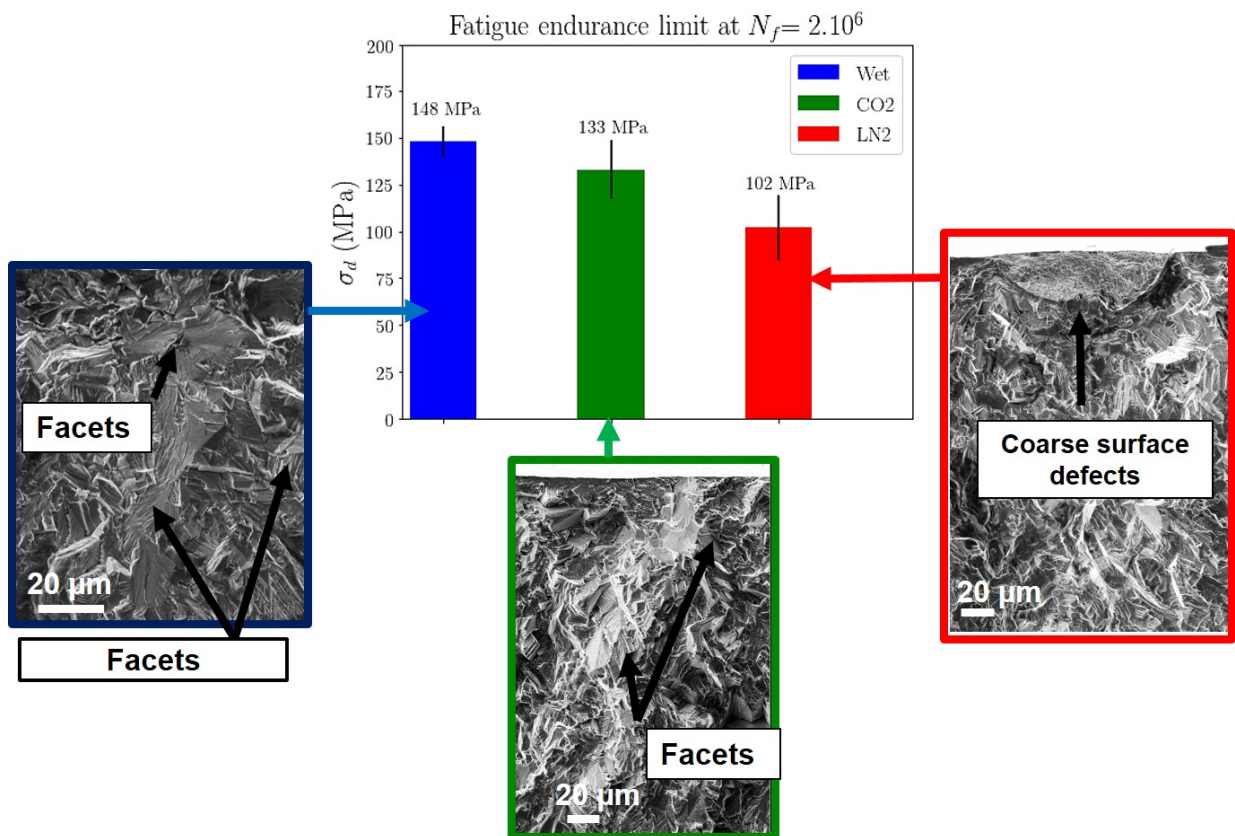 Fatigue endurance limit at N_f= 2.10⁶
200
175
150
125
100
75
50
25
0
σ_d (MPa)
148 MPa
133 MPa
102 MPa
Wet
CO2
LN2
Facets
20 µm
Facets
Facets
20 µm
Coarse surface
defects
20 µm